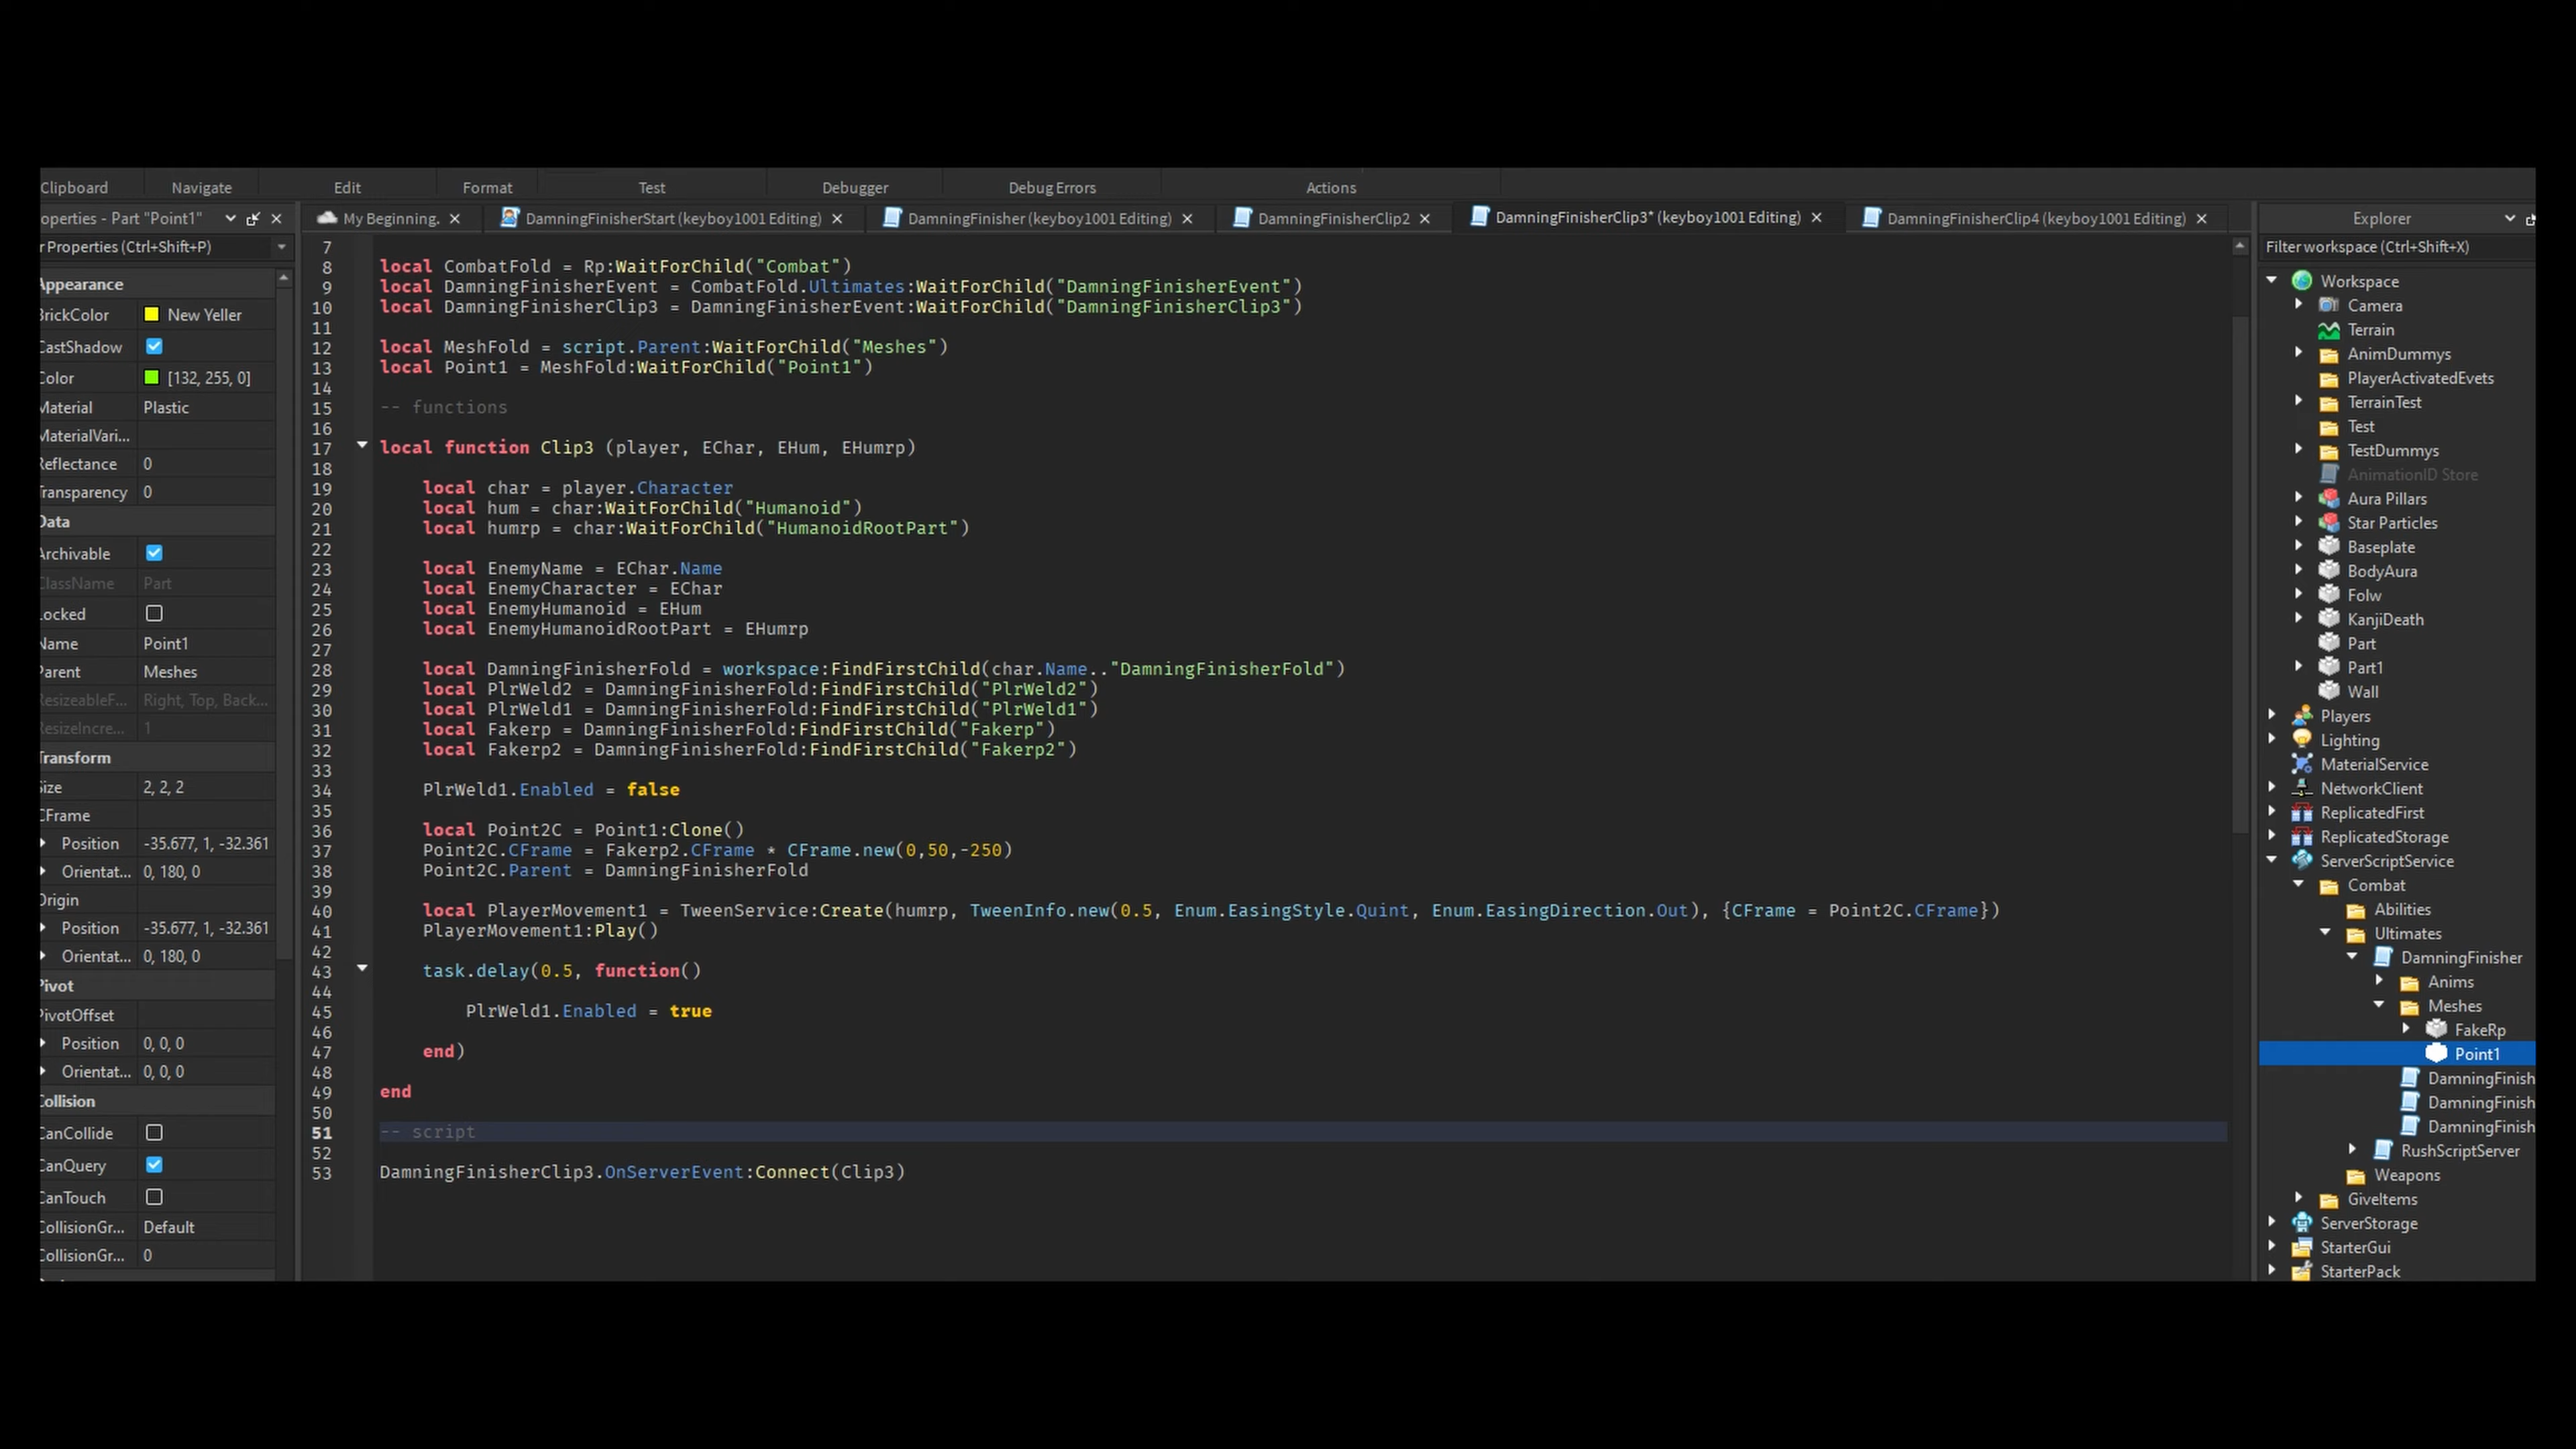 Clipboard Navigate Edit Format Test Debugger Debug Errors Actions
operties - Part "Point1"
My Beginning.
DamningFinisherStart (keyboy1001 Editing)
DamningFinisher (keyboy1001 Editing)
DamningFinisherClip2
DamningFinisherClip3* (keyboy1001 Editing)
DamningFinisherClip4 (keyboy1001 Editing)
Explorer
r Properties (Ctrl+Shift+P)
Appearance
BrickColor New Yeller
CastShadow
Color [132, 255, 0]
Material Plastic
MaterialVari...
Reflectance 0
Transparency 0
Data
Archivable
ClassName Part
Locked
Name Point1
Parent Meshes
ResizeableF... Right, Top, Back...
ResizeIncre... 1
Transform
Size 2, 2, 2
CFrame
Position -35.677, 1, -32.361
Orientat... 0, 180, 0
Origin
Position -35.677, 1, -32.361
Orientat... 0, 180, 0
Pivot
PivotOffset
Position 0, 0, 0
Orientat... 0, 0, 0
Collision
CanCollide
CanQuery
CanTouch
CollisionGr... Default
CollisionGr... 0
7
8 local CombatFold = Rp:WaitForChild("Combat")
9 local DamningFinisherEvent = CombatFold.Ultimates:WaitForChild("DamningFinisherEvent")
10 local DamningFinisherClip3 = DamningFinisherEvent:WaitForChild("DamningFinisherClip3")
11
12 local MeshFold = script.Parent:WaitForChild("Meshes")
13 local Point1 = MeshFold:WaitForChild("Point1")
14
15 -- functions
16
17 local function Clip3 (player, EChar, EHum, EHumrp)
18
19 local char = player.Character
20 local hum = char:WaitForChild("Humanoid")
21 local humrp = char:WaitForChild("HumanoidRootPart")
22
23 local EnemyName = EChar.Name
24 local EnemyCharacter = EChar
25 local EnemyHumanoid = EHum
26 local EnemyHumanoidRootPart = EHumrp
27
28 local DamningFinisherFold = workspace:FindFirstChild(char.Name.."DamningFinisherFold")
29 local PlrWeld2 = DamningFinisherFold:FindFirstChild("PlrWeld2")
30 local PlrWeld1 = DamningFinisherFold:FindFirstChild("PlrWeld1")
31 local Fakerp = DamningFinisherFold:FindFirstChild("Fakerp")
32 local Fakerp2 = DamningFinisherFold:FindFirstChild("Fakerp2")
33
34 PlrWeld1.Enabled = false
35
36 local Point2C = Point1:Clone()
37 Point2C.CFrame = Fakerp2.CFrame * CFrame.new(0,50,-250)
38 Point2C.Parent = DamningFinisherFold
39
40 local PlayerMovement1 = TweenService:Create(humrp, TweenInfo.new(0.5, Enum.EasingStyle.Quint, Enum.EasingDirection.Out), {CFrame = Point2C.CFrame})
41 PlayerMovement1:Play()
42
43 task.delay(0.5, function()
44
45 PlrWeld1.Enabled = true
46
47 end)
48
49 end
50
51 -- script
52
53 DamningFinisherClip3.OnServerEvent:Connect(Clip3)
Filter workspace (Ctrl+Shift+X)
Workspace
Camera
Terrain
AnimDummys
PlayerActivatedEvets
TerrainTest
Test
TestDummys
AnimationID Store
Aura Pillars
Star Particles
Baseplate
BodyAura
Folw
KanjiDeath
Part
Part1
Wall
Players
Lighting
MaterialService
NetworkClient
ReplicatedFirst
ReplicatedStorage
ServerScriptService
Combat
Abilities
Ultimates
DamningFinisher
Anims
Meshes
FakeRp
Point1
DamningFinish
DamningFinish
DamningFinish
RushScriptServer
Weapons
GiveItems
ServerStorage
StarterGui
StarterPack